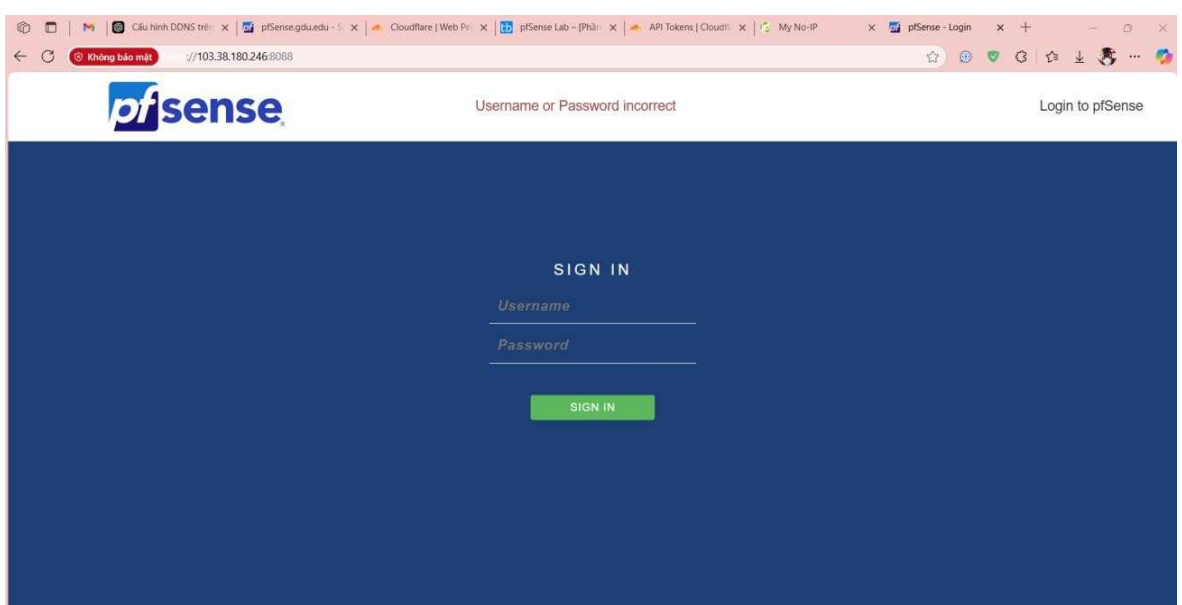 Cấu hình DDNS trên
pfSense.gdu.edu - S
Cloudflare | Web Per
pfSense Lab – [Phần
API Tokens | Cloudfl
My No-IP
pfSense - Login
Không bảo mật
://103.38.180.246:8088
pfsense
Username or Password incorrect
Login to pfSense
SIGN IN
Username
Password
SIGN IN